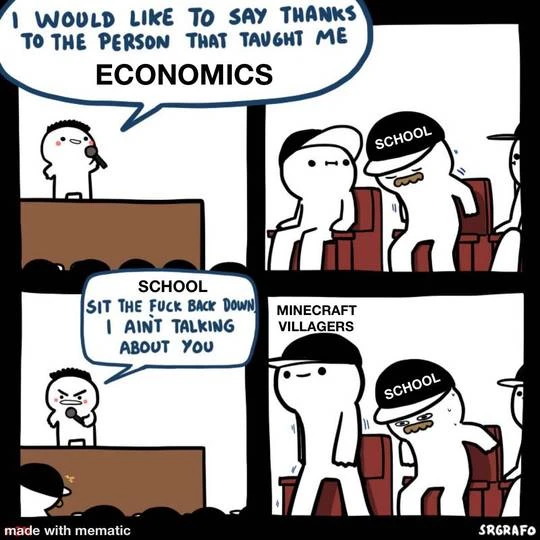 I WOULD LIKE TO SAY THANKS
TO THE PERSON THAT TAUGHT ME
ECONOMICS
SCHOOL
SCHOOL
SIT THE FUCK BACK DOWN,
I AIN'T TALKING
ABOUT YOU
MINECRAFT
VILLAGERS
SCHOOL
made with mematic
SRGRAFO